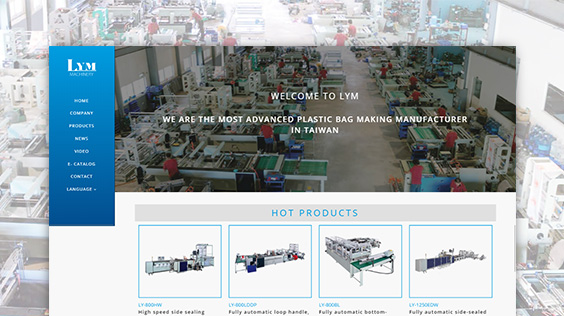 LYM
MACHINERY
HOME
COMPANY
PRODUCTS
NEWS
VIDEO
E- CATALOG
CONTACT
LANGUAGE +
WELCOME TO LYM
WE ARE THE MOST ADVANCED PLASTIC BAG MAKING MANUFACTURER
IN TAIWAN
HOT PRODUCTS
LY-800HW
High speed side sealing
LY-600LDDP
Fully automatic loop handle,
LY-800BL
Fully automatic bottom-
LY-1250EDW
Fully automatic side-sealed